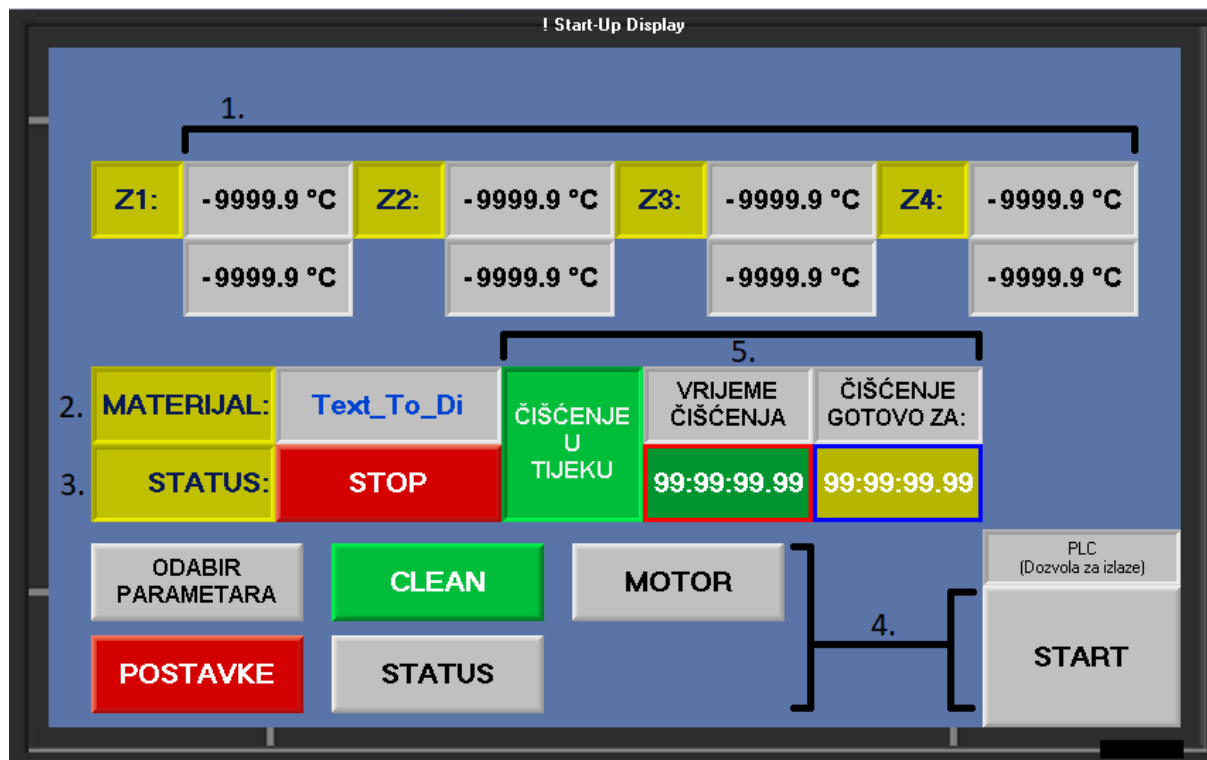 ! Start-Up Display
1.
Z1: -9999.9 °C Z2: -9999.9 °C Z3: -9999.9 °C Z4: -9999.9 °C
-9999.9 °C -9999.9 °C -9999.9 °C -9999.9 °C
5.
2. MATERIJAL: Text_To_Di
3. STATUS: STOP
ČIŠĆENJE
U
TIJEKU
VRIJEME
ČIŠĆENJA
99:99:99.99
ČIŠĆENJE
GOTOVO ZA:
99:99:99.99
ODABIR
PARAMETARA
CLEAN
MOTOR
POSTAVKE
STATUS
4.
PLC
(Dozvola za izlaze)
START